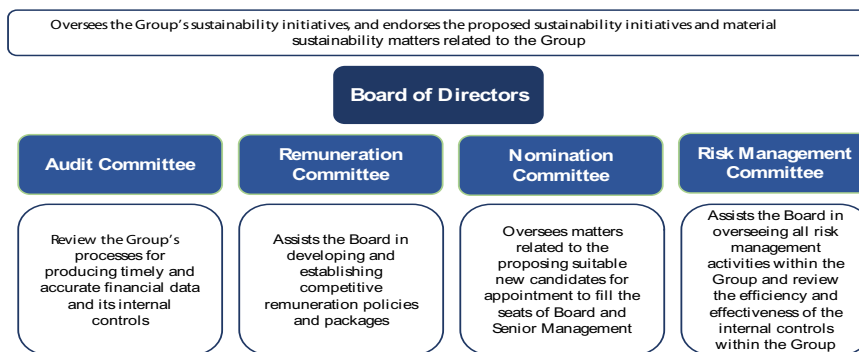 Oversees the Group's sustainability initiatives, and endorses the proposed sustainability initiatives and material
sustainability matters related to the Group
Board of Directors
Audit Committee
Remuneration
Committee
Nomination
Committee
Risk Management
Committee
Review the Group's
processes for
producing timely and
accurate financial data
and its internal
controls
Assists the Board in
developing and
establishing
competitive
remuneration policies
and packages
Oversees matters
related to the
proposing suitable
new candidates for
appointment to fill the
seats of Board and
Senior Management
Assists the Board in
overseeing all risk
management
activities within the
Group and review
the efficiency and
effectiveness of the
internal controls
within the Group